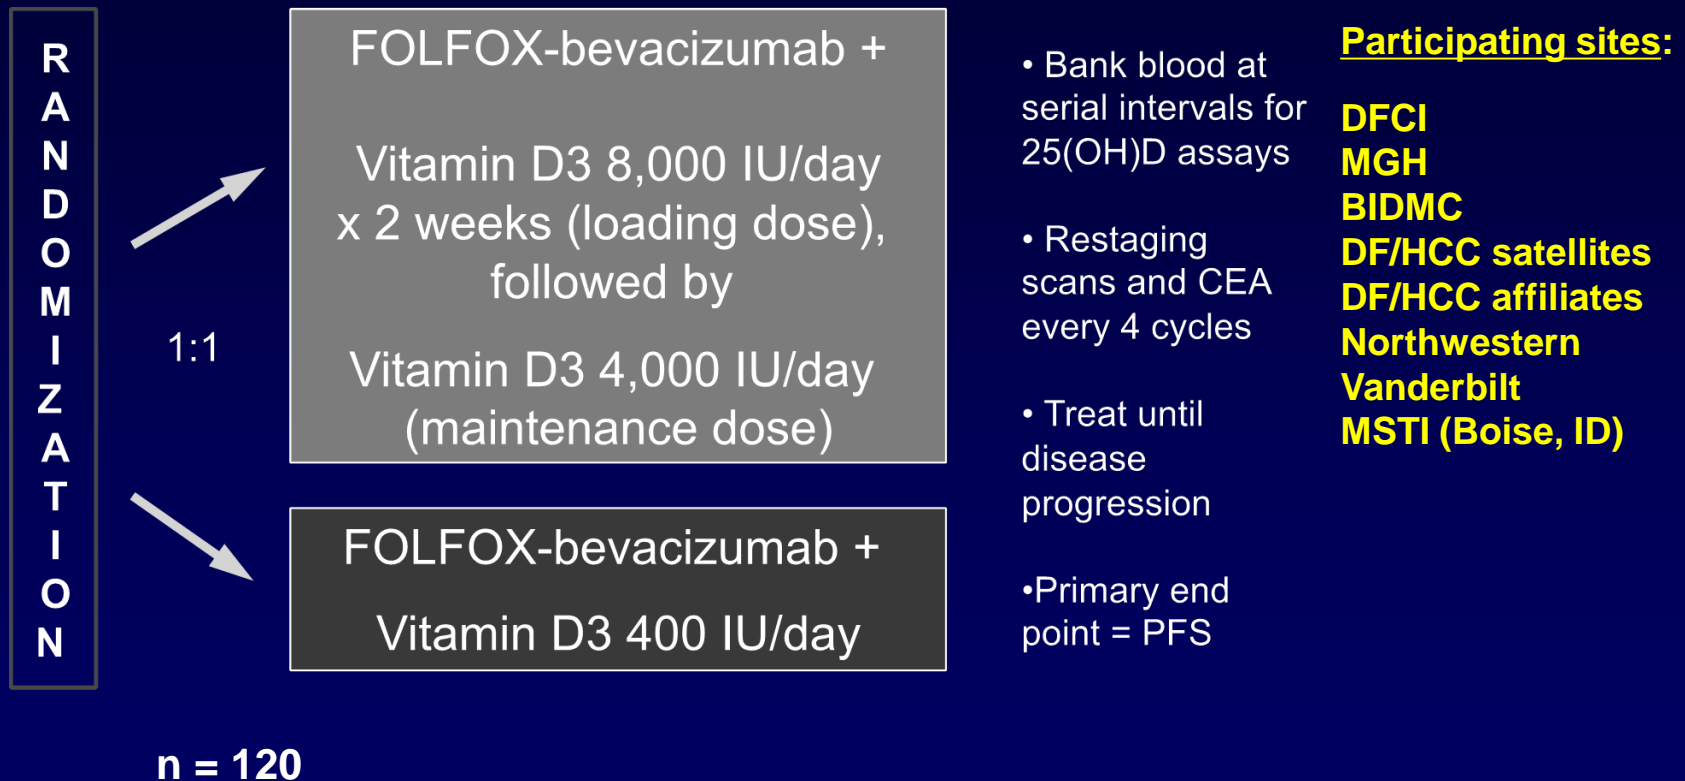 R
A
N
D
O
M
I
Z
A
T
I
O
N
1:1
FOLFOX-bevacizumab +
Vitamin D3 8,000 IU/day
x 2 weeks (loading dose),
followed by
Vitamin D3 4,000 IU/day
(maintenance dose)
FOLFOX-bevacizumab +
Vitamin D3 400 IU/day
• Bank blood at
serial intervals for
25(OH)D assays
• Restaging
scans and CEA
every 4 cycles
• Treat until
disease
progression
•Primary end
point = PFS
Participating sites:
DFCI
MGH
BIDMC
DF/HCC satellites
DF/HCC affiliates
Northwestern
Vanderbilt
MSTI (Boise, ID)
n = 120